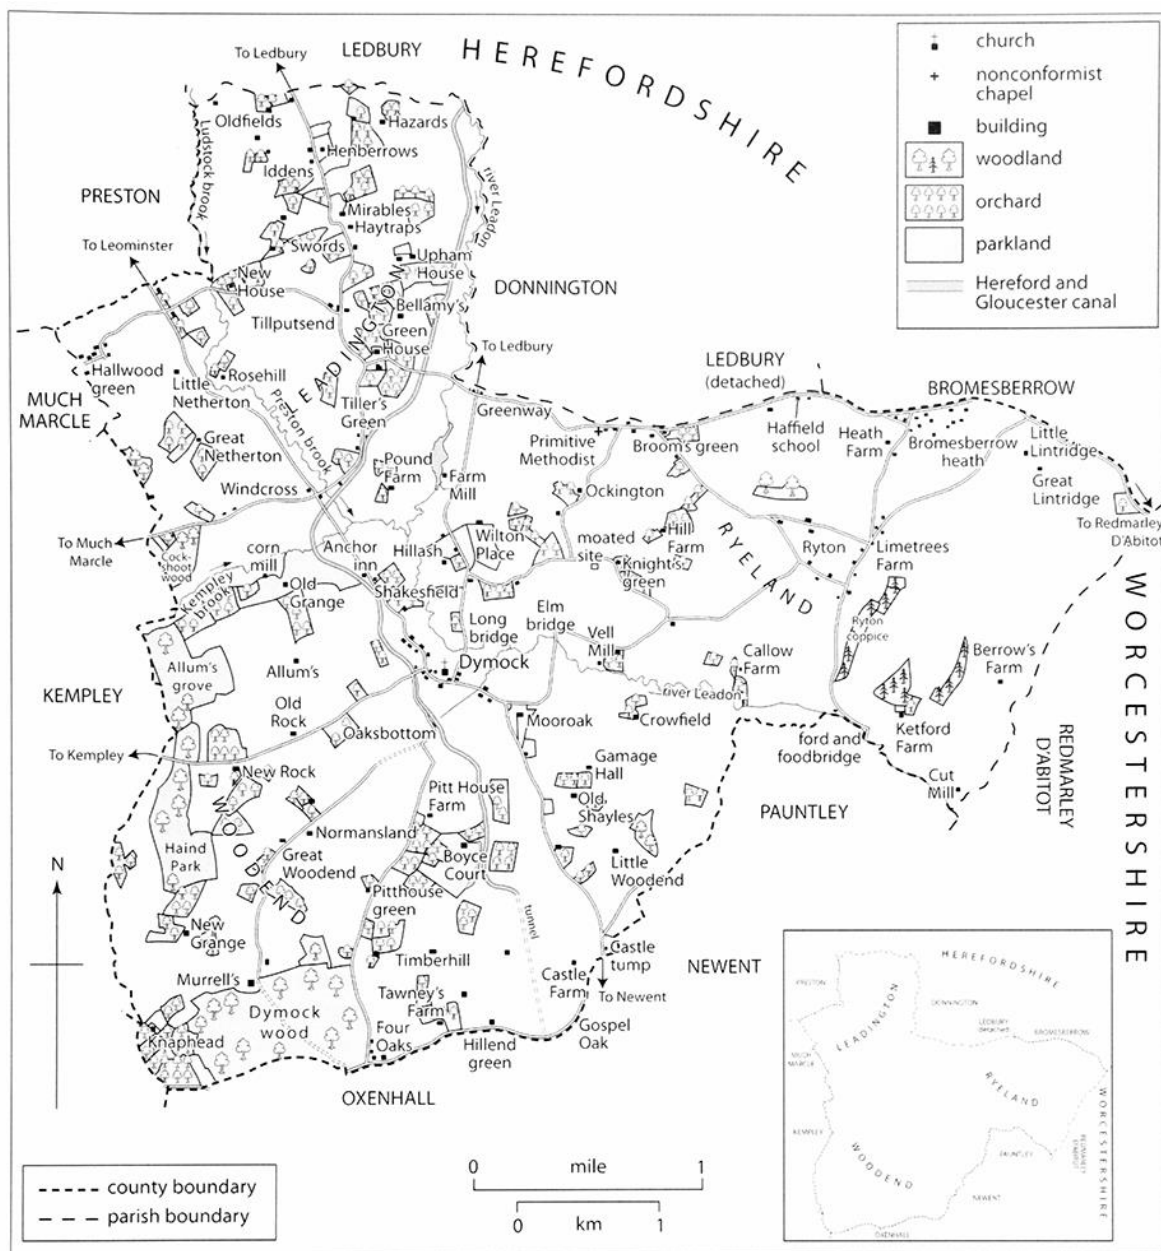 HEREFORDSHIRE
To Ledbury
LEDBURY
church
nonconformist
chapel
building
woodland
orchard
parkland
Hereford and
Gloucester canal
Oldfields
Hazards
Ludstock brook
Henberrows
Iddens
river Leadon
PRESTON
Mirables
Haytraps
To Leominster
Swords
Upham
House
New
House
DONNINGTON
Bellamy's
Tillputsend
LEADINGTON
Green
House
To Ledbury
LEDBURY
(detached)
BROMESBERROW
Hallwood
green
Little
Netherton
Rosehill
MUCH
MARCLE
Preston brook
Tiller's
Green
Greenway
Primitive
Methodist
Broom's green
Haffield
school
Heath
Farm
Bromesberrow
heath
Little
Lintridge
Great
Netherton
Pound
Farm
Farm
Mill
Great
Lintridge
Windcross
Ockington
To Redmarley
D'Abitot
To Much
Marcle
Cock-
shoot
wood
corn
mill
Anchor
inn
Hillash
Wilton
Place
moated
site
Hill
Farm
RYELAND
Ryton
Limetrees
Farm
Knight's
green
Kempley
brook
Old
Grange
Shakesfield
Long
bridge
Elm
bridge
Vell
Mill
Ryton
coppice
WORCESTERSHIRE
Allum's
grove
Allum's
Dymock
Callow
Farm
Berrow's
Farm
KEMPLEY
river Leadon
Old
Rock
Oaksbottom
Mooroak
Crowfield
Ketford
Farm
REDMARLEY
D'ABITOT
To Kempley
ford and
foodbridge
New Rock
Gamage
Hall
Cut
Mill
Pitt House
Farm
Old
Shayles
PAUNTLEY
WOODEND
Normansland
Haind
Park
Great
Woodend
Boyce
Court
Little
Woodend
N
Pitthouse
green
tunnel
New
Grange
Castle
tump
Timberhill
Murrell's
Castle
Farm
To Newent
NEWENT
Tawney's
Farm
Dymock
wood
Gospel
Oak
Four
Oaks
Hillend
green
Knaphead
OXENHALL
0 mile 1
0 km 1
county boundary
parish boundary
HEREFORDSHIRE
PRESTON
DONNINGTON
LEADINGTON
LEDBURY
detached
BROMESBERROW
MUCH
MARCLE
RYELAND
KEMPLEY
PAUNTLEY
REDMARLEY
D'ABITOT
WORCESTERSHIRE
WOODEND
NEWENT
OXENHALL